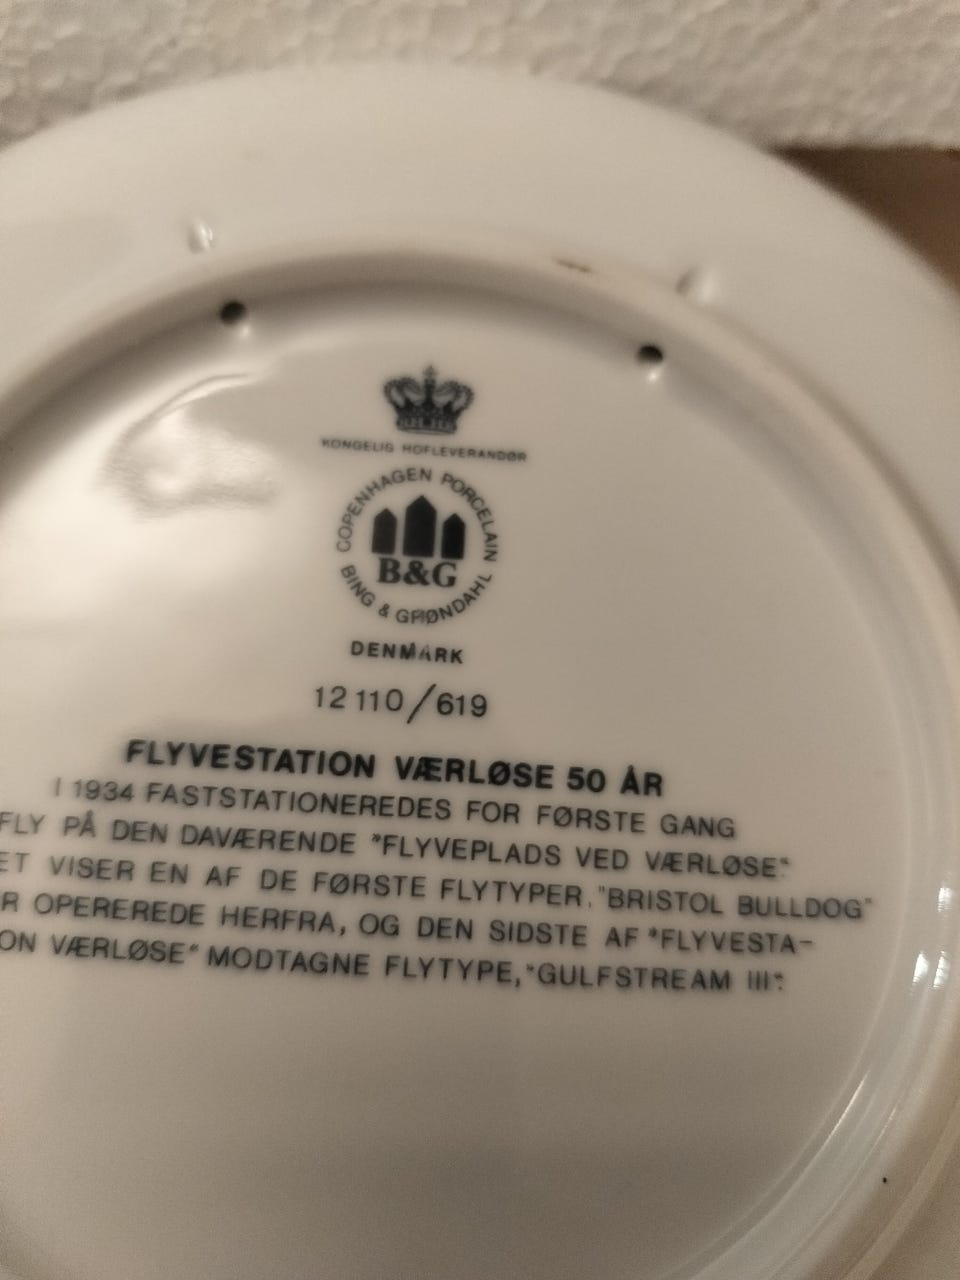 KONGELIG HOFLEVERANDØR
COPENHAGEN PORCELAIN
B&G
BING & GRØNDAHL
DENMARK
12 110/619
FLYVESTATION VÆRLØSE 50 ÅR
I 1934 FASTSTATIONEREDES FOR FØRSTE GANG
FLY PÅ DEN DAVÆRENDE "FLYVEPLADS VED VÆRLØSE".
ET VISER EN AF DE FØRSTE FLYTYPER, "BRISTOL BULLDOG"
R OPEREREDE HERFRA, OG DEN SIDSTE AF "FLYVESTA-
ON VÆRLØSE" MODTAGNE FLYTYPE, "GULFSTREAM III".